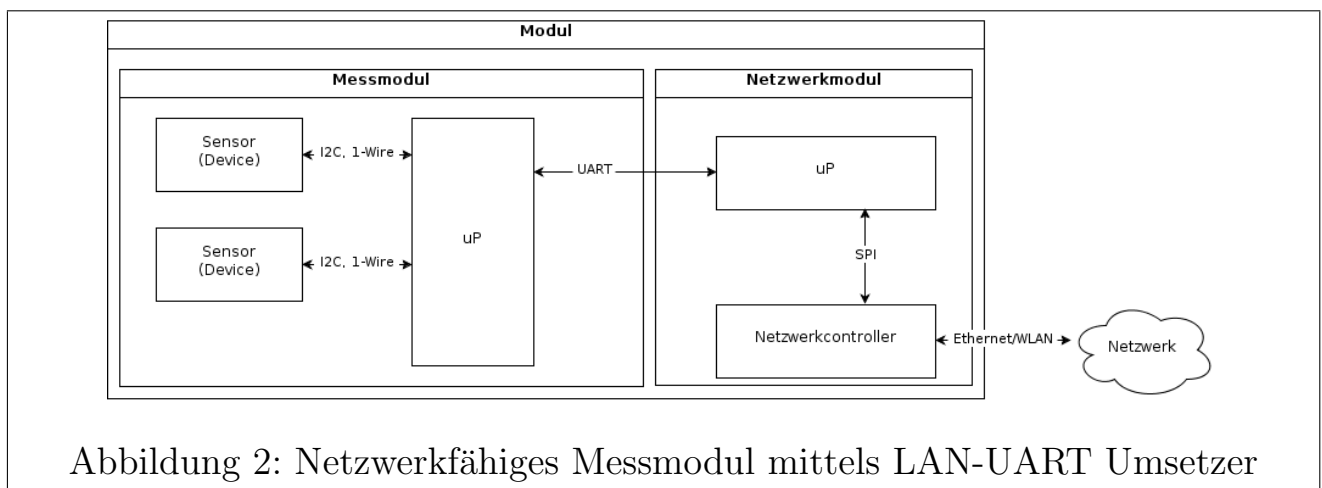 Modul
Messmodul
Netzwerkmodul
Sensor
(Device)
I2C, 1-Wire
uP
UART
uP
Sensor
(Device)
I2C, 1-Wire
SPI
Netzwerkcontroller
Ethernet/WLAN
Netzwerk
Abbildung 2: Netzwerkfähiges Messmodul mittels LAN-UART Umsetzer